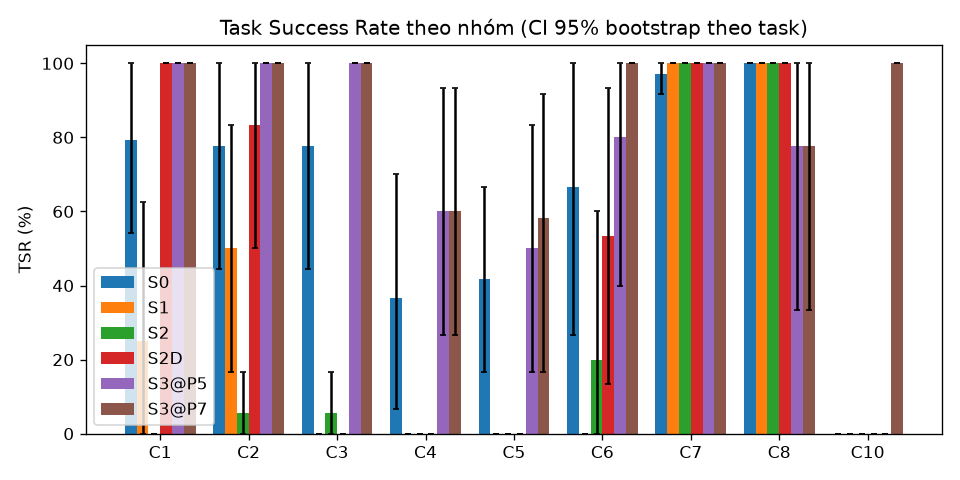 Task Success Rate theo nhóm (CI 95% bootstrap theo task)
TSR (%)
100
80
60
40
20
0
S0
S1
S2
S2D
S3@P5
S3@P7
C1 C2 C3 C4 C5 C6 C7 C8 C10